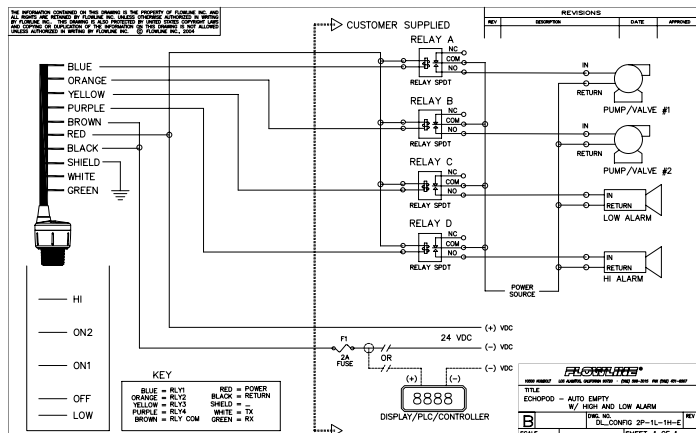 THE INFORMATION CONTAINED ON THIS DRAWING IS THE PROPERTY OF FLOWLINE INC. AND
ALL RIGHTS ARE RETAINED BY FLOWLINE INC. UNLESS OTHERWISE AUTHORIZED IN WRITING
BY FLOWLINE INC. THIS DRAWING IS ALSO PROTECTED BY UNITED STATES COPYRIGHT LAWS
AND COPYING OR DUPLICATION OF THE INFORMATION ON THIS DRAWING IS NOT ALLOWED
UNLESS AUTHORIZED IN WRITING BY FLOWLINE INC. © FLOWLINE INC., 2004
CUSTOMER SUPPLIED
REVISIONS
REV DESCRIPTION DATE APPROVED
BLUE
ORANGE
YELLOW
PURPLE
BROWN
RED
BLACK
SHIELD
WHITE
GREEN
RELAY A
NC
COM
NO
RELAY SPDT
RELAY B
NC
COM
NO
RELAY SPDT
RELAY C
NC
COM
NO
RELAY SPDT
RELAY D
NC
COM
NO
RELAY SPDT
IN
RETURN
PUMP/VALVE #1
IN
RETURN
PUMP/VALVE #2
IN
RETURN
LOW ALARM
IN
RETURN
HI ALARM
POWER
SOURCE
HI
ON2
ON1
OFF
LOW
KEY
BLUE = RLY1
ORANGE = RLY2
YELLOW = RLY3
PURPLE = RLY4
BROWN = RLY COM
RED = POWER
BLACK = RETURN
SHIELD = _
WHITE = TX
GREEN = RX
F1
2A
FUSE
OR
24 VDC
(+) VDC
(-) VDC
(-) VDC
(+) (-)
8888
DISPLAY/PLC/CONTROLLER
FLOWLINE
TITLE
ECHOPOD - AUTO EMPTY
W/ HIGH AND LOW ALARM
B
DWG. NO.
DL_CONFIG 2P-1L-1H-E
REV
SCALE
SHEET 1 OF 1